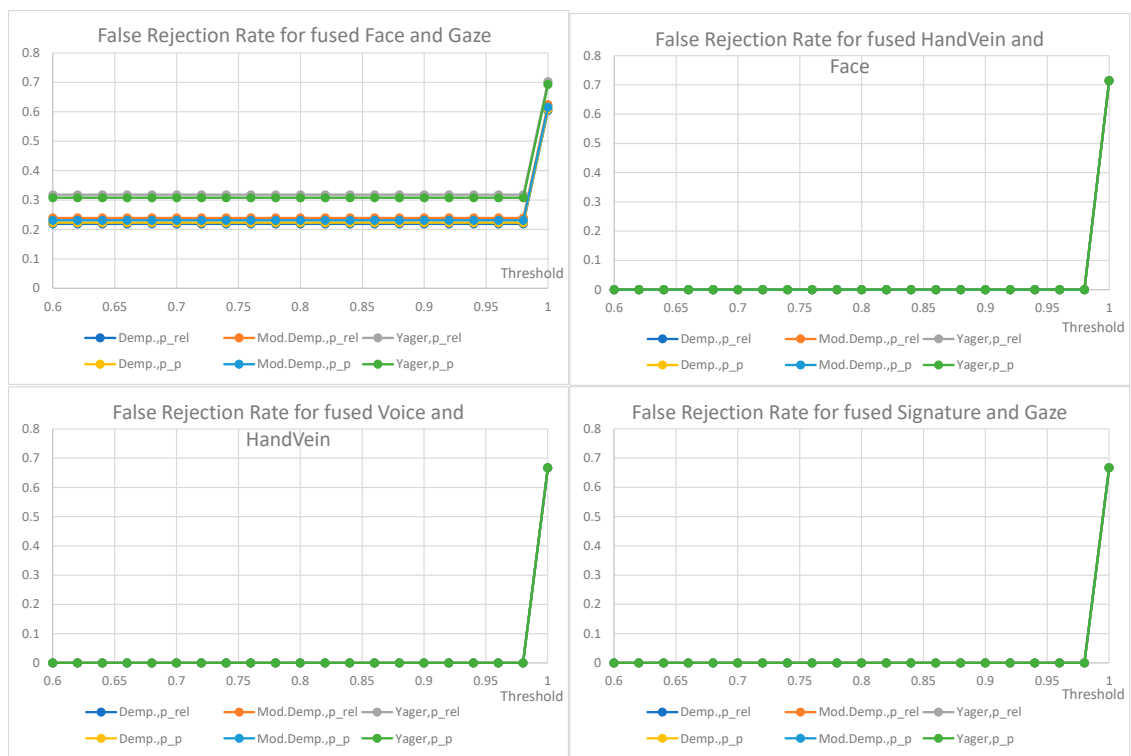 False Rejection Rate for fused Face and Gaze
0.8
0.7
0.6
0.5
0.4
0.3
0.2
0.1
0
Threshold
0.6 0.65 0.7 0.75 0.8 0.85 0.9 0.95 1
Demp.,p_rel Mod.Demp.,p_rel Yager,p_rel
Demp.,p_p Mod.Demp.,p_p Yager,p_p
False Rejection Rate for fused HandVein and
Face
0.8
0.7
0.6
0.5
0.4
0.3
0.2
0.1
0
0.6 0.65 0.7 0.75 0.8 0.85 0.9 0.95 1
Threshold
Demp.,p_rel Mod.Demp.,p_rel Yager,p_rel
Demp.,p_p Mod.Demp.,p_p Yager,p_p
False Rejection Rate for fused Voice and
HandVein
0.8
0.7
0.6
0.5
0.4
0.3
0.2
0.1
0
0.6 0.65 0.7 0.75 0.8 0.85 0.9 0.95 1
Threshold
Demp.,p_rel Mod.Demp.,p_rel Yager,p_rel
Demp.,p_p Mod.Demp.,p_p Yager,p_p
False Rejection Rate for fused Signature and Gaze
0.8
0.7
0.6
0.5
0.4
0.3
0.2
0.1
0
0.6 0.65 0.7 0.75 0.8 0.85 0.9 0.95 1
Threshold
Demp.,p_rel Mod.Demp.,p_rel Yager,p_rel
Demp.,p_p Mod.Demp.,p_p Yager,p_p